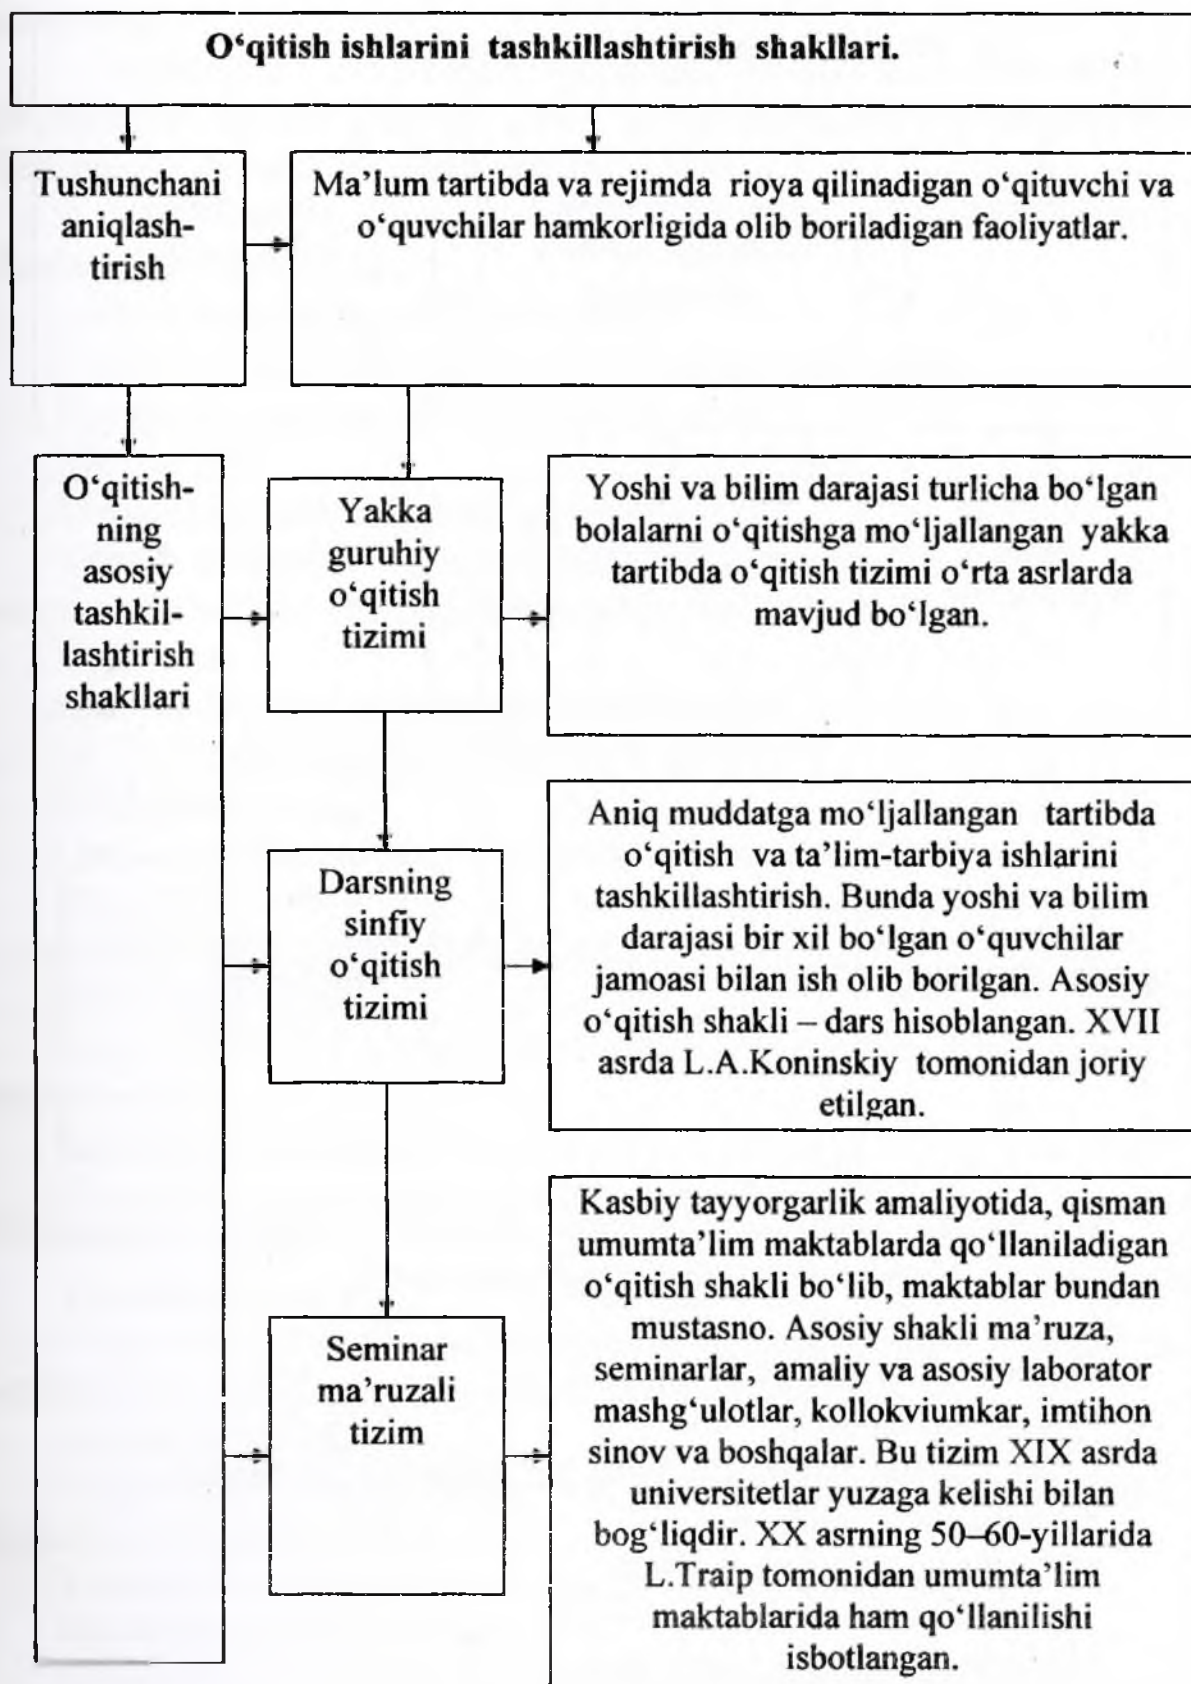 O‘qitish ishlarini tashkillashtirish shakllari.
Tushunchani
aniqlash-
tirish
Ma’lum tartibda va rejimda rioya qilinadigan o‘qituvchi va
o‘quvchilar hamkorligida olib boriladigan faoliyatlar.
O‘qitish-
ning
asosiy
tashkil-
lashtirish
shakllari
Yakka
guruhiy
o‘qitish
tizimi
Yoshi va bilim darajasi turlicha bo‘lgan
bolalarni o‘qitishga mo‘ljallangan yakka
tartibda o‘qitish tizimi o‘rta asrlarda
mavjud bo‘lgan.
Darsning
sinfiy
o‘qitish
tizimi
Aniq muddatga mo‘ljallangan tartibda
o‘qitish va ta’lim-tarbiya ishlarini
tashkillashtirish. Bunda yoshi va bilim
darajasi bir xil bo‘lgan o‘quvchilar
jamoasi bilan ish olib borilgan. Asosiy
o‘qitish shakli – dars hisoblangan. XVII
asrda L.A.Koninskiy tomonidan joriy
etilgan.
Seminar
ma’ruzali
tizim
Kasbiy tayyorgarlik amaliyotida, qisman
umumta’lim maktablarda qo‘llaniladigan
o‘qitish shakli bo‘lib, maktablar bundan
mustasno. Asosiy shakli ma’ruza,
seminarlar, amaliy va asosiy laborator
mashg‘ulotlar, kollokviumkar, imtihon
sinov va boshqalar. Bu tizim XIX asrda
universitetlar yuzaga kelishi bilan
bog‘liqdir. XX asrning 50–60-yillarida
L.Traip tomonidan umumta’lim
maktablarida ham qo‘llanilishi
isbotlangan.